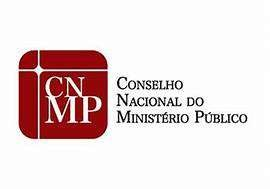 CN
MP
CONSELHO
NACIONAL DO
MINISTÉRIO PÚBLICO